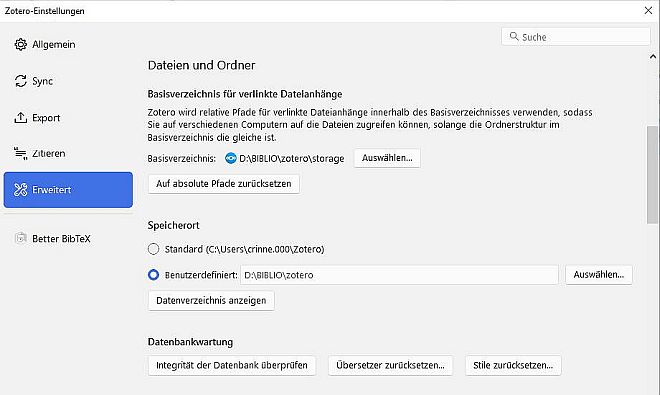 Zotero-Einstellungen
Suche
Allgemein
Sync
Export
Zitieren
Erweitert
Better BibTeX
Dateien und Ordner
Basisverzeichnis für verlinkte Dateianhänge
Zotero wird relative Pfade für verlinkte Dateianhänge innerhalb des Basisverzeichnisses verwenden, sodass
Sie auf verschiedenen Computern auf die Dateien zugreifen können, solange die Ordnerstruktur im
Basisverzeichnis die gleiche ist.
Basisverzeichnis: D:\BIBLIO\zotero\storage Auswählen...
Auf absolute Pfade zurücksetzen
Speicherort
Standard (C:\Users\crinne.000\Zotero)
Benutzerdefiniert: D:\BIBLIO\zotero Auswählen...
Datenverzeichnis anzeigen
Datenbankwartung
Integrität der Datenbank überprüfen Übersetzer zurücksetzen... Stile zurücksetzen...